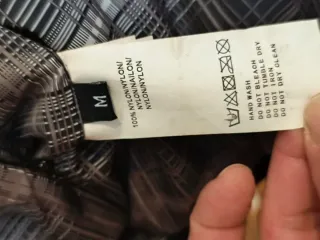 M
100% NYLON/NYLON/
NYLON/NAILON/
NYLON/NYLON
HAND WASH
DO NOT BLEACH
DO NOT TUMBLE DRY
DO NOT IRON
DO NOT DRY CLEAN